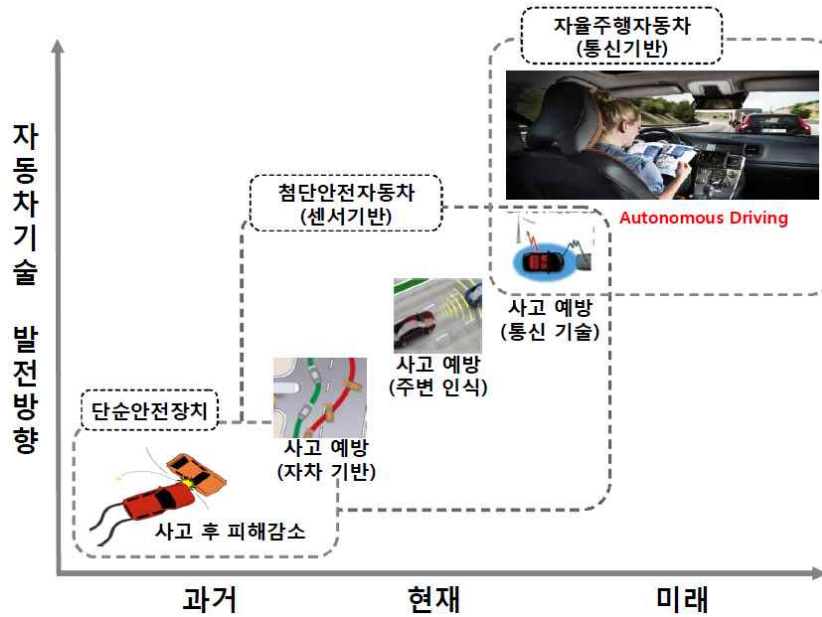 자율주행자동차
(통신기반)
자동차기술 발전방향
첨단안전자동차
(센서기반)
Autonomous Driving
사고 예방
(통신 기술)
사고 예방
(주변 인식)
단순안전장치
사고 예방
(자차 기반)
사고 후 피해감소
과거
현재
미래